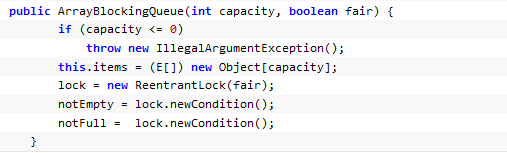 public ArrayBlockingQueue(int capacity, boolean fair) {
        if (capacity <= 0)
            throw new IllegalArgumentException();
        this.items = (E[]) new Object[capacity];
        lock = new ReentrantLock(fair);
        notEmpty = lock.newCondition();
        notFull =  lock.newCondition();
    }